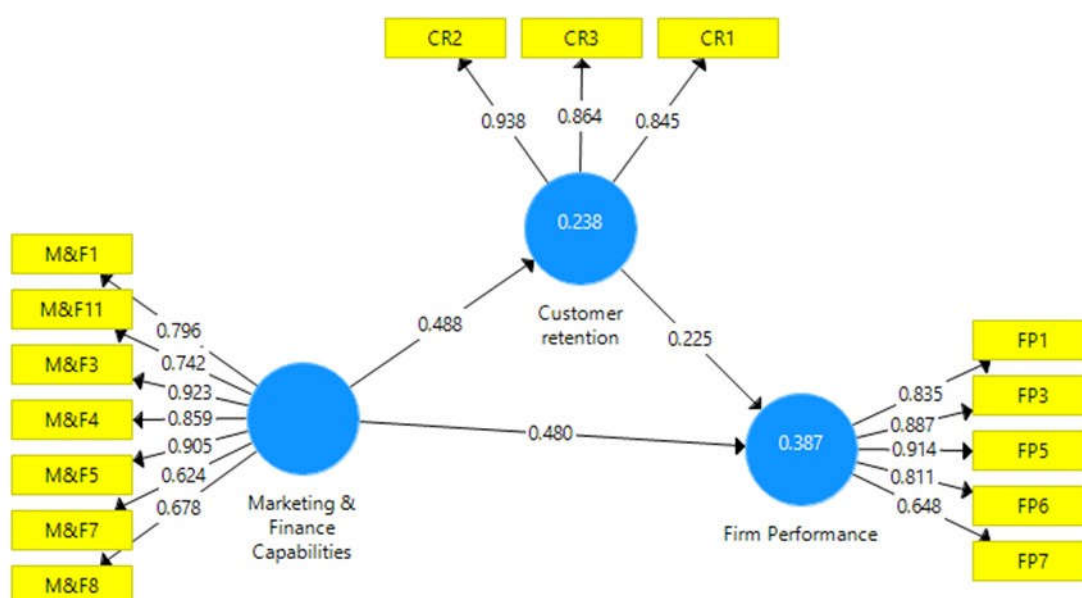 CR2
CR3
CR1
0.938
0.864
0.845
0.238
Customer
retention
M&F1
M&F11
M&F3
M&F4
M&F5
M&F7
M&F8
0.796
0.742
0.923
0.859
0.905
0.624
0.678
0.488
0.225
0.480
Marketing &
Finance
Capabilities
0.387
Firm Performance
0.835
0.887
0.914
0.811
0.648
FP1
FP3
FP5
FP6
FP7